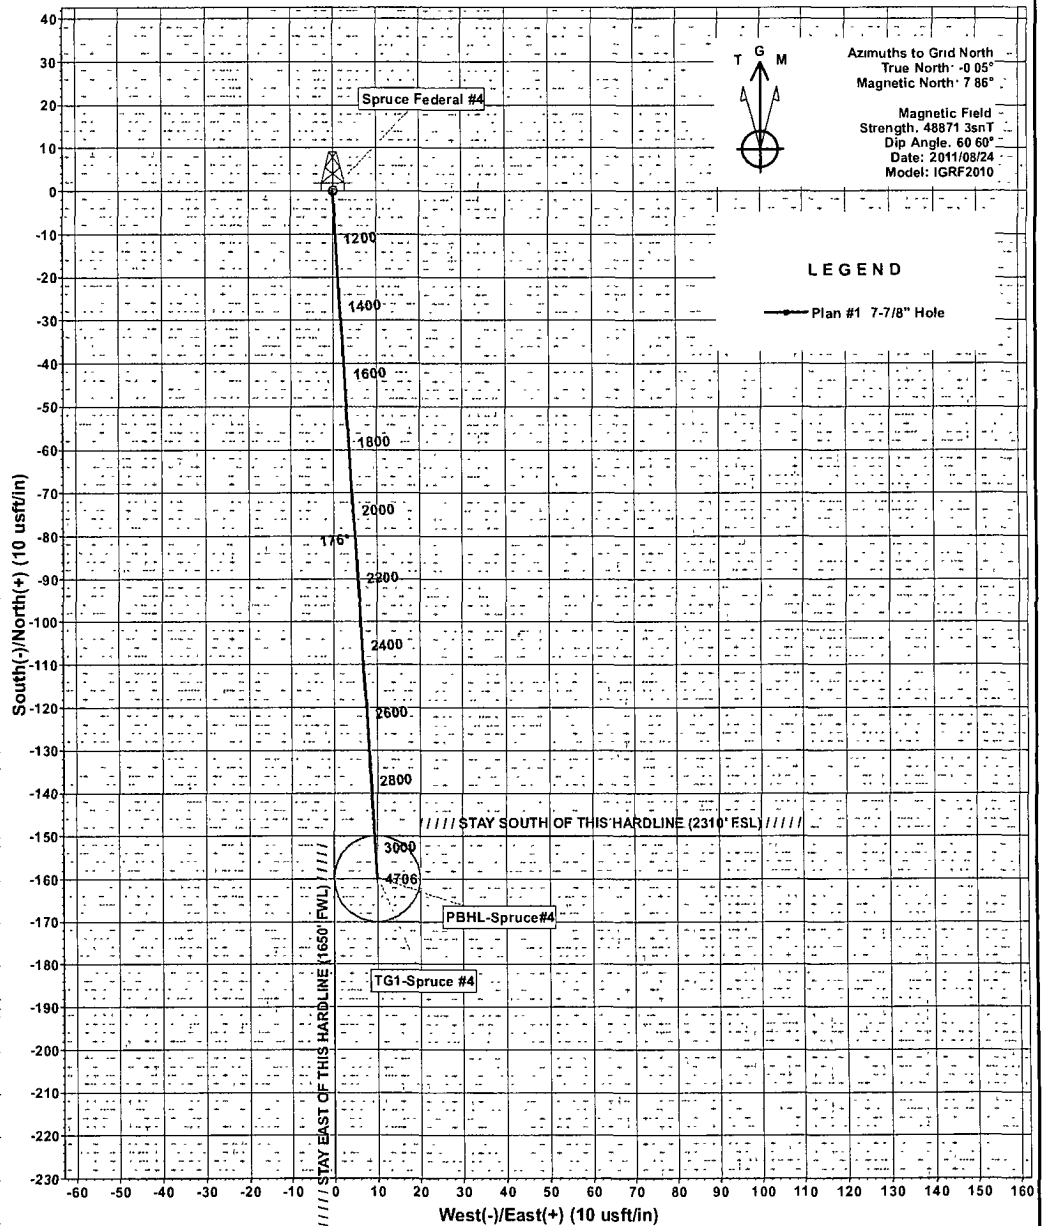 40
30
20
10
0
-10
-20
-30
-40
-50
-60
-70
-80
-90
-100
-110
-120
-130
-140
-150
-160
-170
-180
-190
-200
-210
-220
-230
South(-)/North(+) (10 usft/in)
-60 -50 -40 -30 -20 -10 0 10 20 30 40 50 60 70 80 90 100 110 120 130 140 150 160
West(-)/East(+) (10 usft/in)
T G M
Azimuths to Grid North
True North: -0 05°
Magnetic North: 7 86°
Magnetic Field
Strength. 48871 3snT
Dip Angle. 60 60°
Date: 2011/08/24
Model: IGRF2010
LEGEND
Plan #1 7-7/8" Hole
Spruce Federal #4
1200
1400
1600
1800
2000
176°
2200
2400
2600
2800
///// STAY SOUTH OF THIS HARDLINE (2310' FSL) /////
3000
4706
PBHL-Spruce#4
TG1-Spruce #4
///// STAY EAST OF THIS HARDLINE (1650' FWL) /////